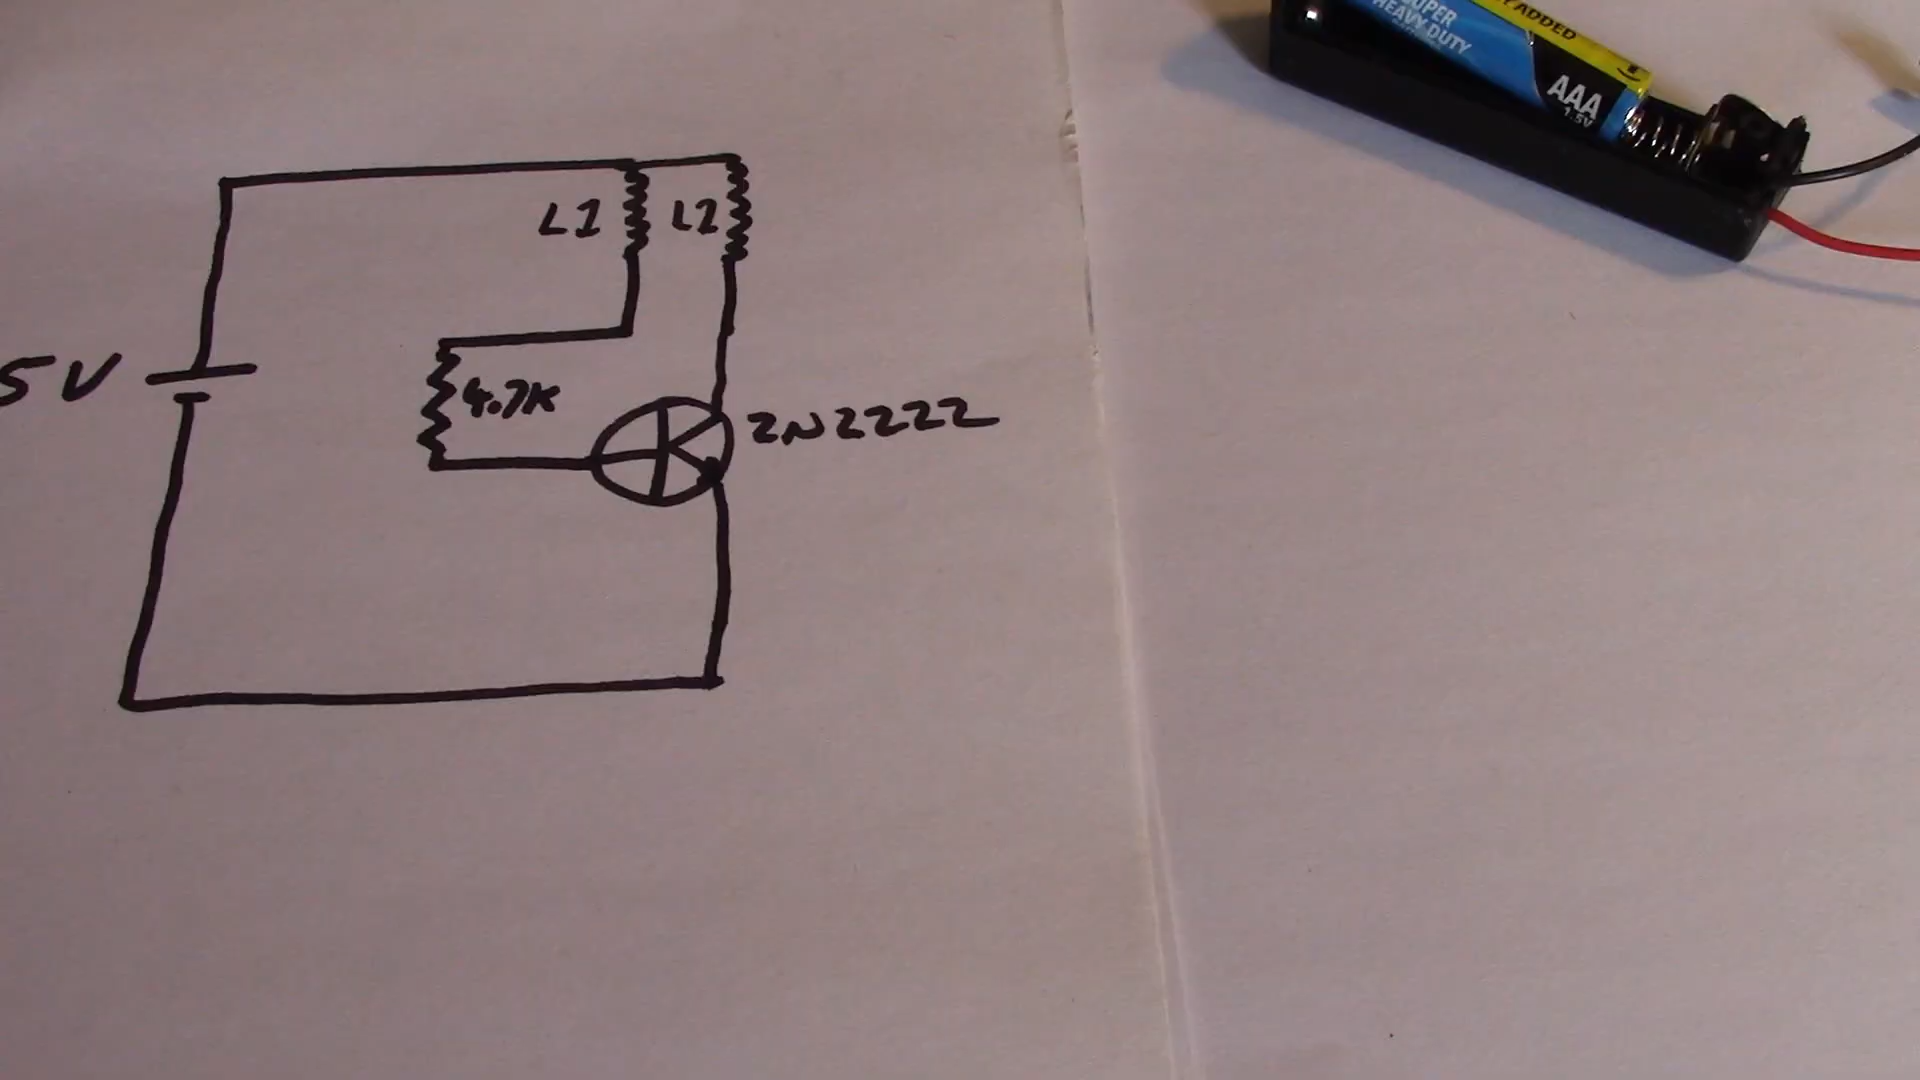 Y ADDED
SUPER
HEAVY DUTY
AAA
1.5V
L1 L2
5V
4.7K
2N2222